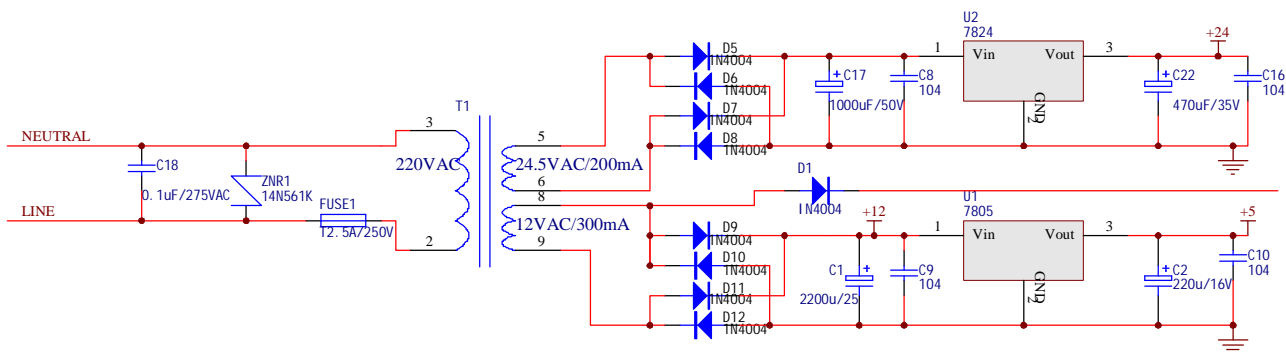 U2
7824
1
Vin
Vout
3
GND
2
+24
D5
1N4004
D6
1N4004
D7
1N4004
D8
1N4004
C17
1000uF/50V
C8
104
C22
470uF/35V
C16
104
NEUTRAL
LINE
C18
0.1uF/275VAC
ZNR1
14N561K
FUSE1
T2.5A/250V
T1
3
2
220VAC
5
24.5VAC/200mA
6
8
12VAC/300mA
9
D1
1N4004
U1
7805
1
Vin
Vout
3
GND
2
+12
+5
D9
1N4004
D10
1N4004
D11
1N4004
D12
1N4004
C1
2200u/25
C9
104
C2
220u/16V
C10
104